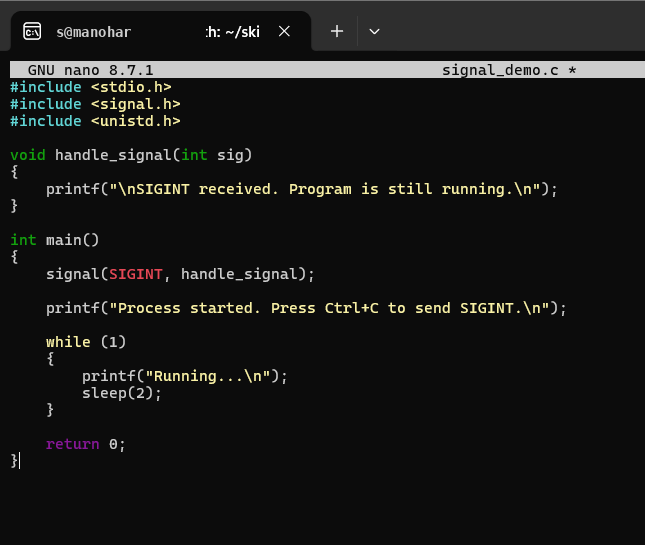 s@manohar :h: ~/ski
GNU nano 8.7.1 signal_demo.c *
#include <stdio.h>
#include <signal.h>
#include <unistd.h>
void handle_signal(int sig)
{
    printf("\nSIGINT received. Program is still running.\n");
}
int main()
{
    signal(SIGINT, handle_signal);
    printf("Process started. Press Ctrl+C to send SIGINT.\n");
    while (1)
    {
        printf("Running...\n");
        sleep(2);
    }
    return 0;
}